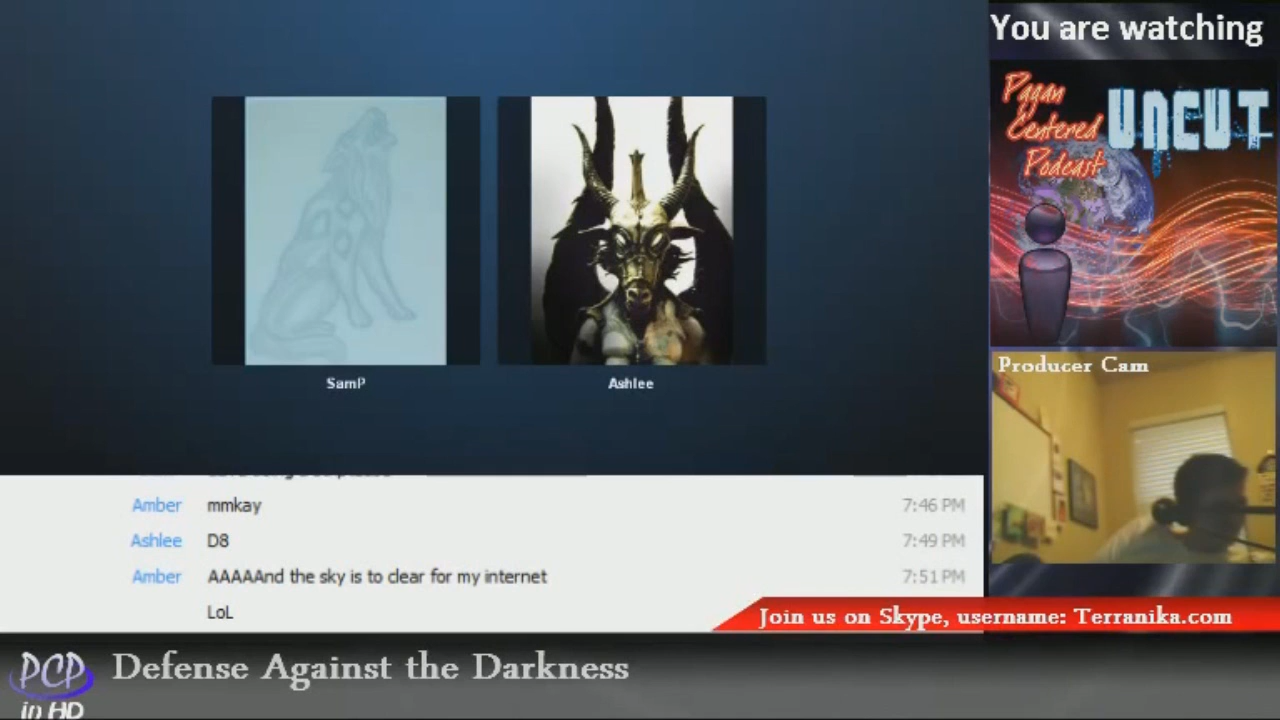 You are watching
Pagan
Centered
Podcast
UNCUT
SamP
Ashlee
Producer Cam
Amber mmkay 7:46 PM
Ashlee D8 7:49 PM
Amber AAAAAnd the sky is to clear for my internet 7:51 PM
LoL
Join us on Skype, username: Terranika.com
PCP
in HD
Defense Against the Darkness